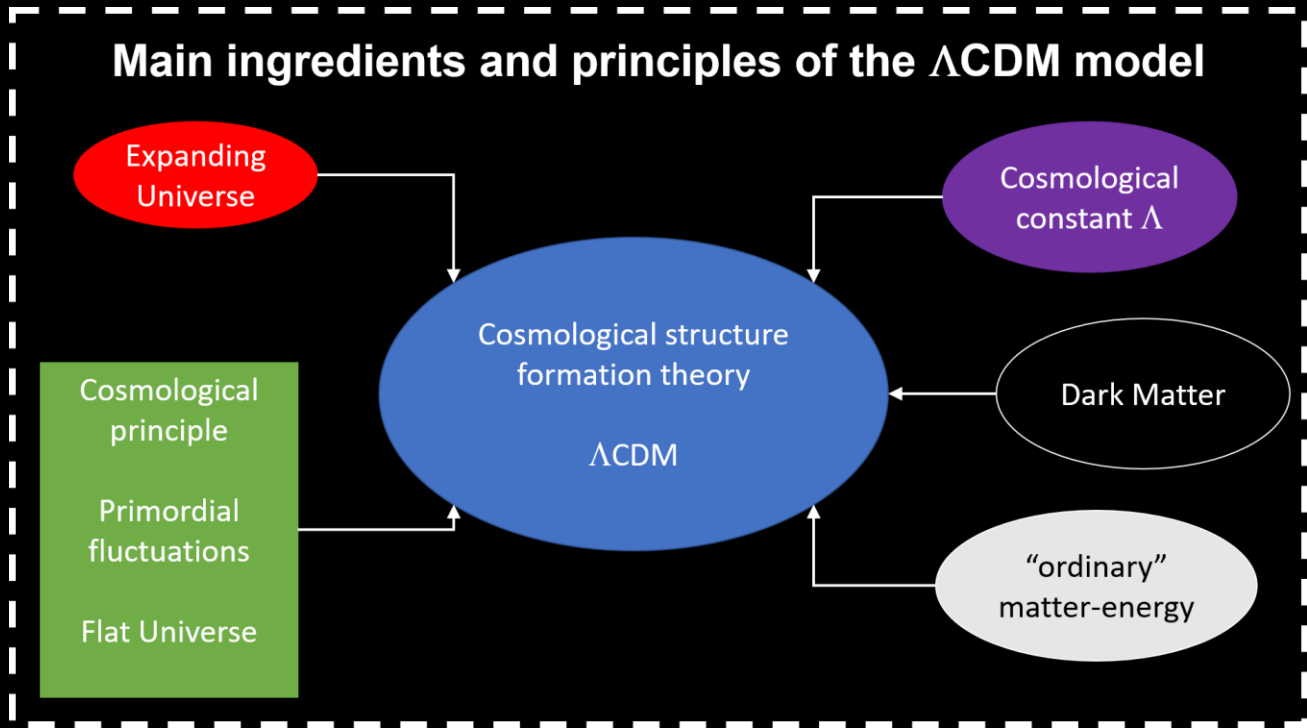 Main ingredients and principles of the ΛCDM model
Expanding
Universe
Cosmological
constant Λ
Cosmological structure
formation theory
ΛCDM
Cosmological
principle
Primordial
fluctuations
Flat Universe
Dark Matter
“ordinary”
matter-energy